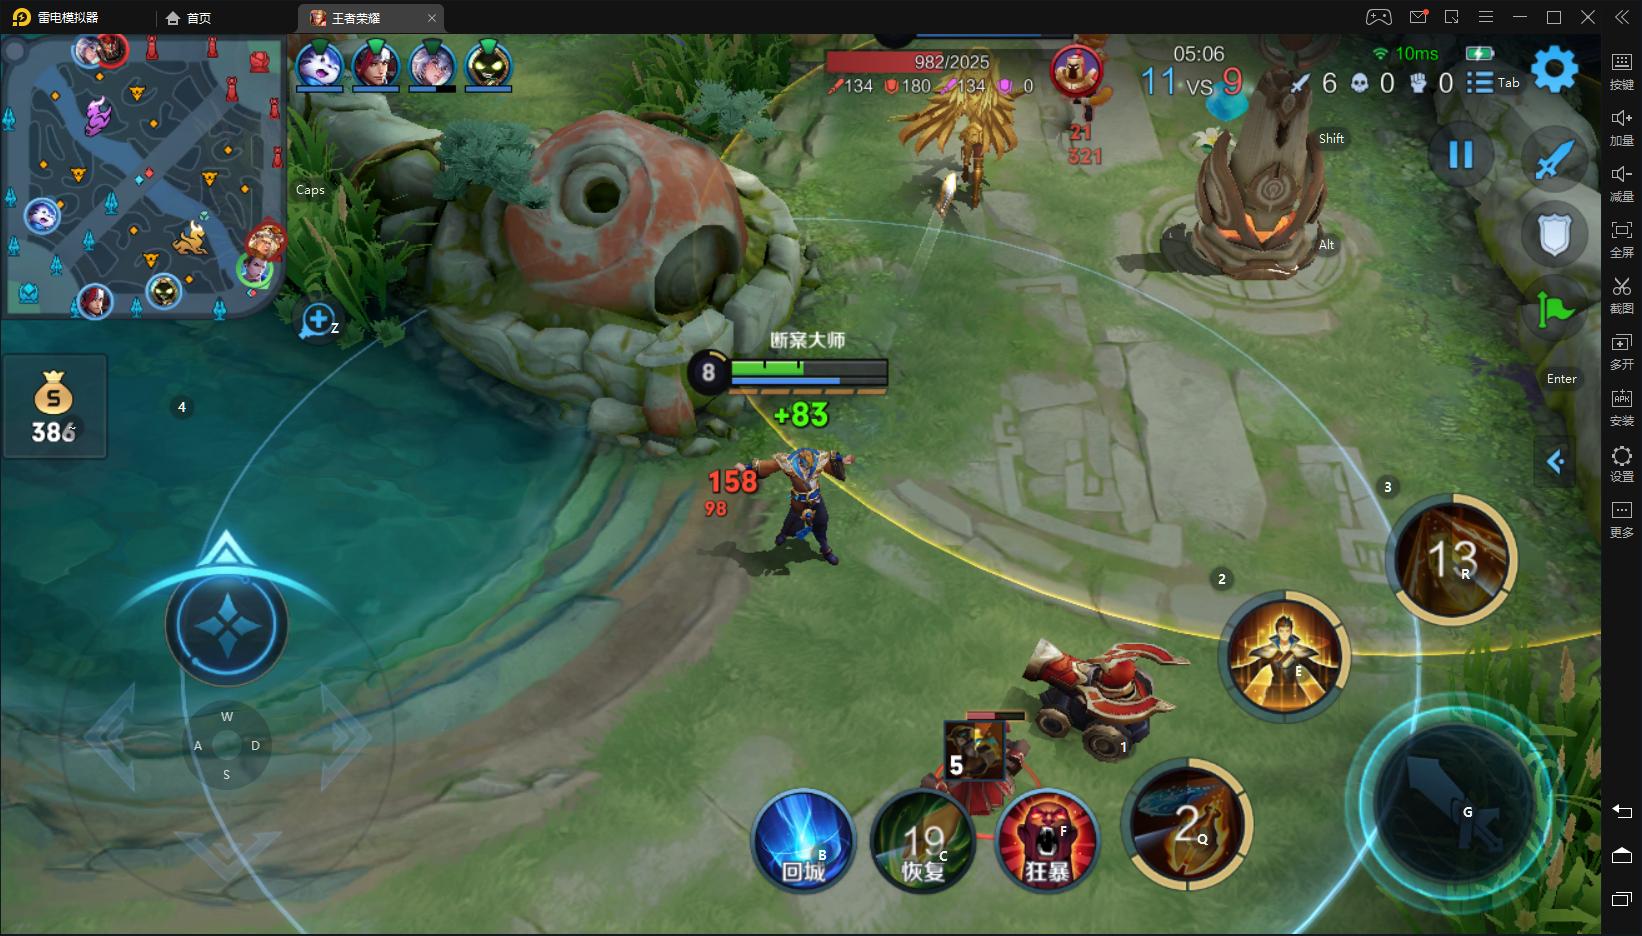 雷电模拟器
首页
王者荣耀
982/2025
134 180 134 0
05:06
11 vs 9
10ms
6 0 0
Tab
Shift
Caps
Alt
Z
21
321
断案大师
8
+83
158
98
4
Enter
3
13
R
2
E
W
A D
S
1
5
B
回城
19
C
恢复
F
狂暴
2
Q
G
按键
加量
减量
全屏
截图
多开
APK
安装
设置
更多